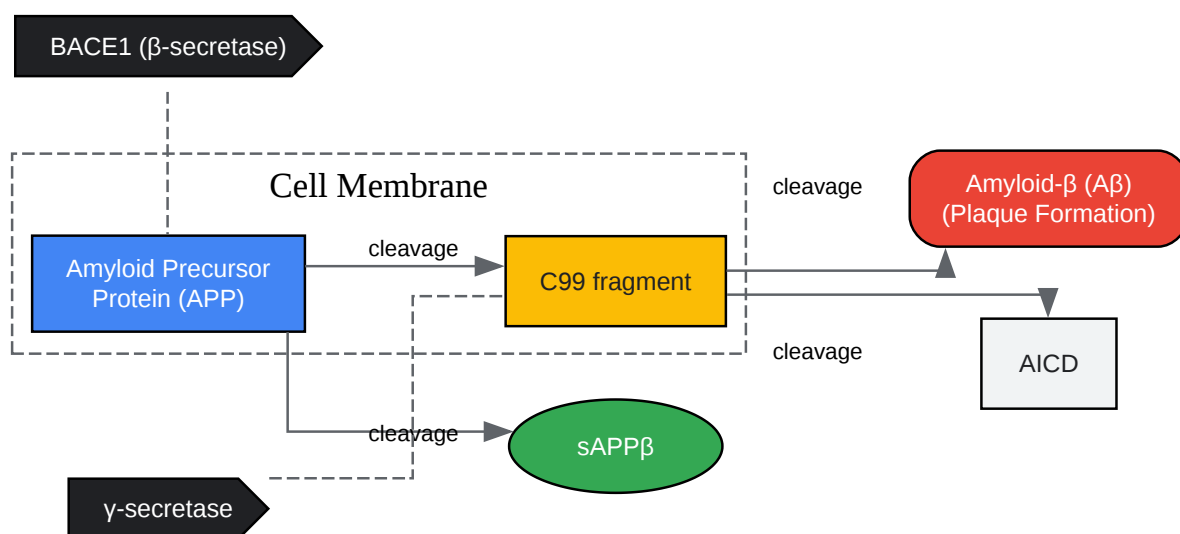 BACE1 (β-secretase)
Cell Membrane
cleavage
Amyloid-β (Aβ)
(Plaque Formation)
Amyloid Precursor
Protein (APP)
cleavage
C99 fragment
cleavage
AICD
cleavage
sAPPβ
γ-secretase